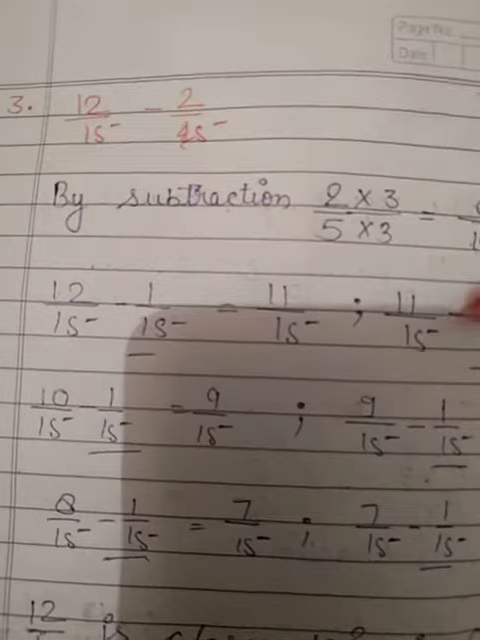 Page No.
Date
3. 12/15 - 2/5
By subtraction 2 × 3 / 5 × 3 =
12/15 - 1/15 = 11/15 ; 11/15 -
10/15 - 1/15 = 9/15 ; 9/15 - 1/15
8/15 - 1/15 = 7/15 ; 7/15 - 1/15
12